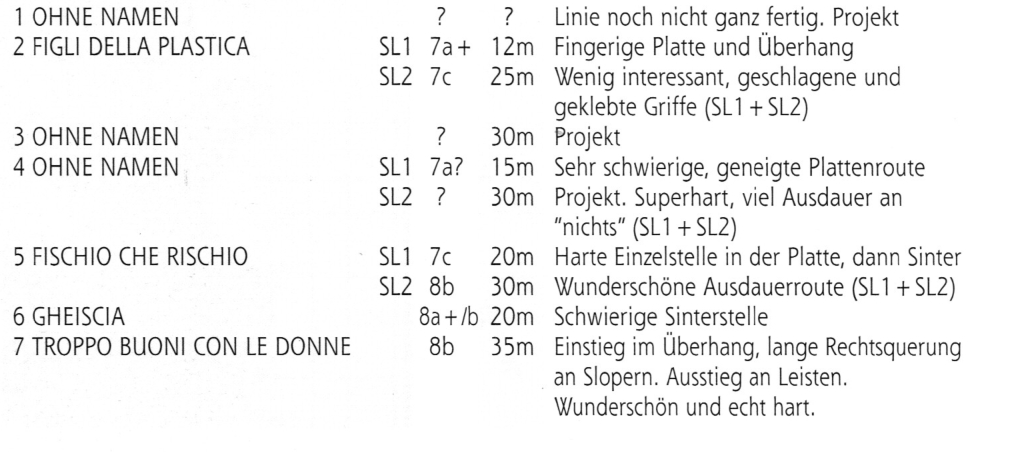 1 OHNE NAMEN ? ? Linie noch nicht ganz fertig. Projekt
2 FIGLI DELLA PLASTICA SL1 7a+ 12m Fingerige Platte und Überhang
SL2 7c 25m Wenig interessant, geschlagene und
geklebte Griffe (SL1 + SL2)
3 OHNE NAMEN ? 30m Projekt
4 OHNE NAMEN SL1 7a? 15m Sehr schwierige, geneigte Plattenroute
SL2 ? 30m Projekt. Superhart, viel Ausdauer an
"nichts" (SL1 + SL2)
5 FISCHIO CHE RISCHIO SL1 7c 20m Harte Einzelstelle in der Platte, dann Sinter
SL2 8b 30m Wunderschöne Ausdauerroute (SL1 + SL2)
6 GHEISCIA 8a+/b 20m Schwierige Sinterstelle
7 TROPPO BUONI CON LE DONNE 8b 35m Einstieg im Überhang, lange Rechtsquerung
an Slopern. Ausstieg an Leisten.
Wunderschön und echt hart.